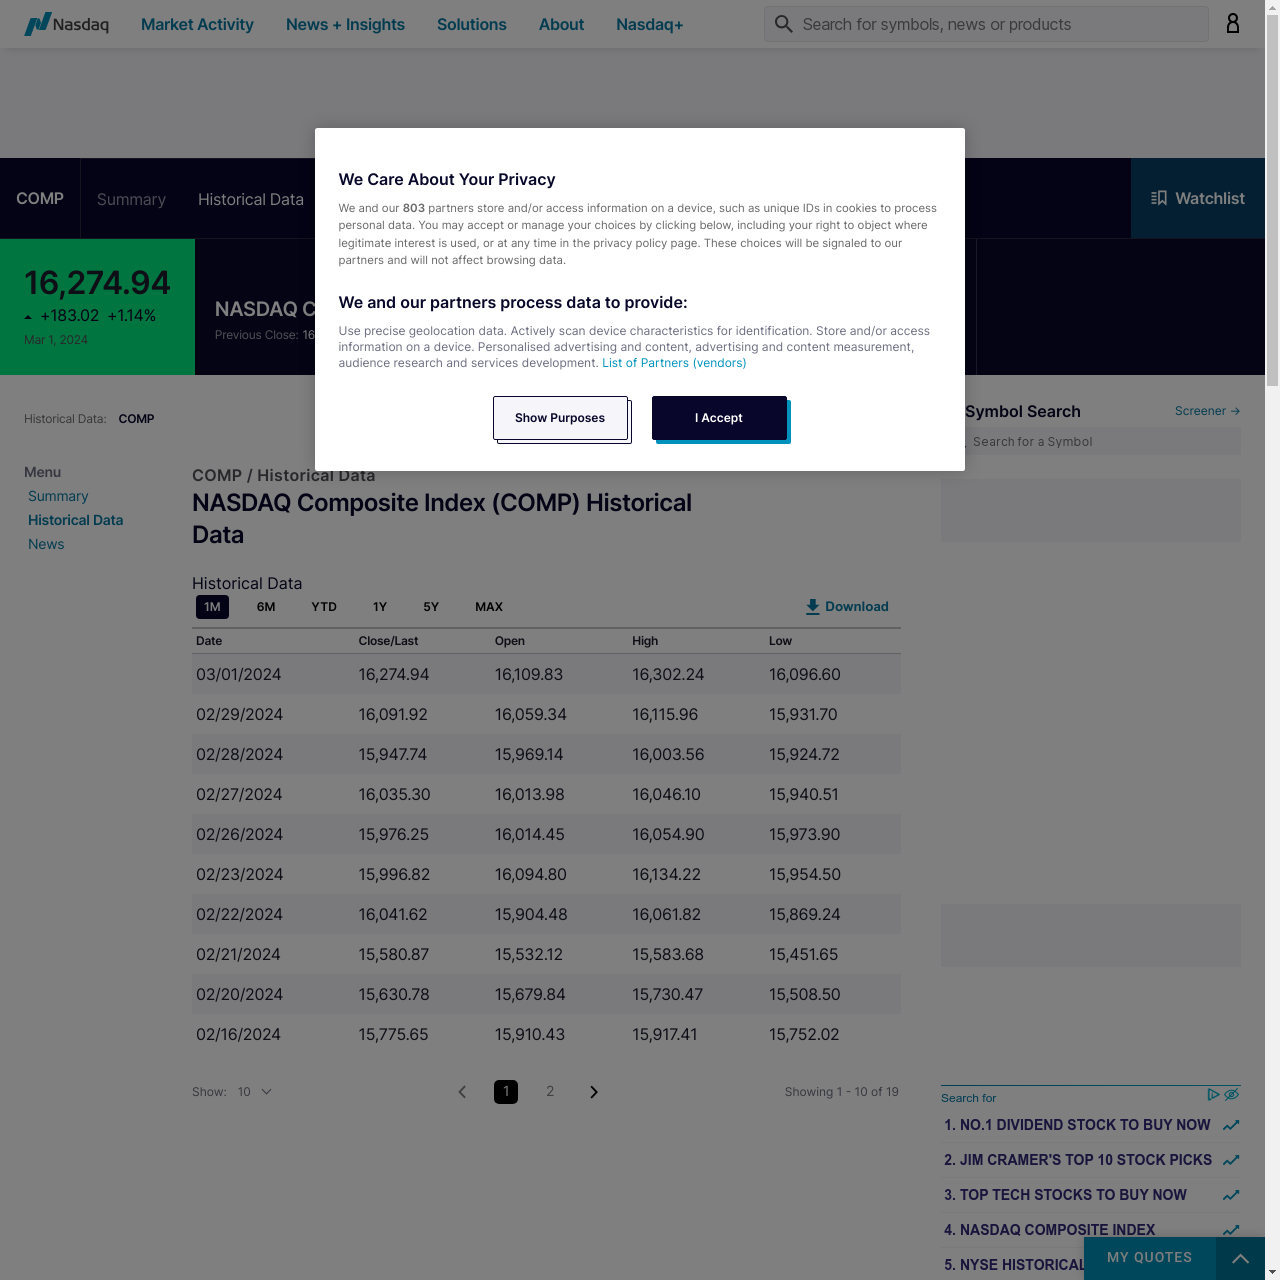 Nasdaq
Market Activity
News + Insights
Solutions
About
Nasdaq+
Search for symbols, news or products
COMP
Summary
Historical Data
Watchlist
16,274.94
+183.02 +1.14%
Mar 1, 2024
NASDAQ C
Previous Close: 16
We Care About Your Privacy
We and our 803 partners store and/or access information on a device, such as unique IDs in cookies to process
personal data. You may accept or manage your choices by clicking below, including your right to object where
legitimate interest is used, or at any time in the privacy policy page. These choices will be signaled to our
partners and will not affect browsing data.
We and our partners process data to provide:
Use precise geolocation data. Actively scan device characteristics for identification. Store and/or access
information on a device. Personalised advertising and content, advertising and content measurement,
audience research and services development. List of Partners (vendors)
Show Purposes
I Accept
Historical Data: COMP
Symbol Search
Screener →
Search for a Symbol
Menu
Summary
Historical Data
News
COMP / Historical Data
NASDAQ Composite Index (COMP) Historical
Data
Historical Data
1M 6M YTD 1Y 5Y MAX
Download
Date Close/Last Open High Low
03/01/2024 16,274.94 16,109.83 16,302.24 16,096.60
02/29/2024 16,091.92 16,059.34 16,115.96 15,931.70
02/28/2024 15,947.74 15,969.14 16,003.56 15,924.72
02/27/2024 16,035.30 16,013.98 16,046.10 15,940.51
02/26/2024 15,976.25 16,014.45 16,054.90 15,973.90
02/23/2024 15,996.82 16,094.80 16,134.22 15,954.50
02/22/2024 16,041.62 15,904.48 16,061.82 15,869.24
02/21/2024 15,580.87 15,532.12 15,583.68 15,451.65
02/20/2024 15,630.78 15,679.84 15,730.47 15,508.50
02/16/2024 15,775.65 15,910.43 15,917.41 15,752.02
Show: 10
1 2
Showing 1 - 10 of 19
Search for
1. NO.1 DIVIDEND STOCK TO BUY NOW
2. JIM CRAMER'S TOP 10 STOCK PICKS
3. TOP TECH STOCKS TO BUY NOW
4. NASDAQ COMPOSITE INDEX
5. NYSE HISTORICAL
MY QUOTES